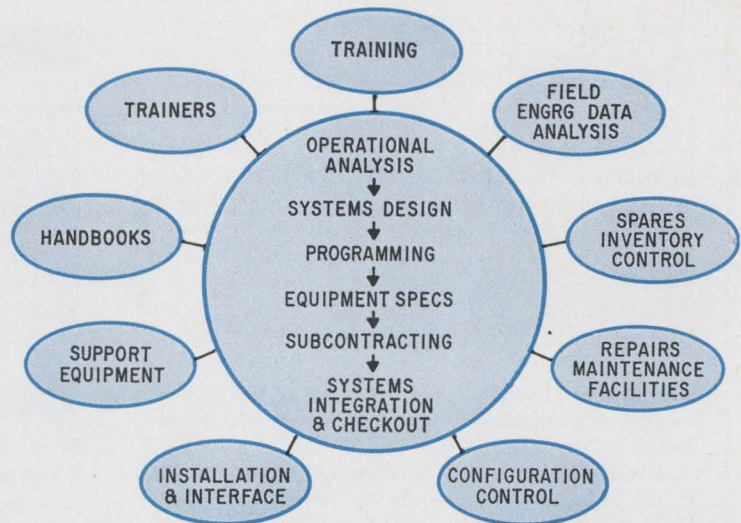 TRAINING
TRAINERS
FIELD
ENGRG DATA
ANALYSIS
HANDBOOKS
SPARES
INVENTORY
CONTROL
SUPPORT
EQUIPMENT
REPAIRS
MAINTENANCE
FACILITIES
INSTALLATION
& INTERFACE
CONFIGURATION
CONTROL
OPERATIONAL
ANALYSIS
SYSTEMS DESIGN
PROGRAMMING
EQUIPMENT SPECS
SUBCONTRACTING
SYSTEMS
INTEGRATION
& CHECKOUT